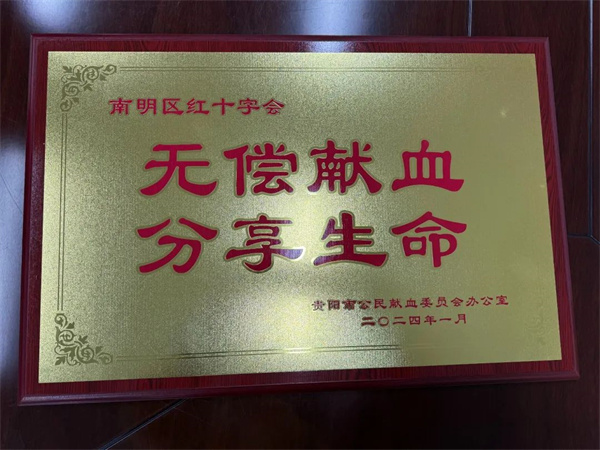 南明区红十字会
无偿献血
分享生命
贵阳市公民献血委员会办公室
二〇二四年一月